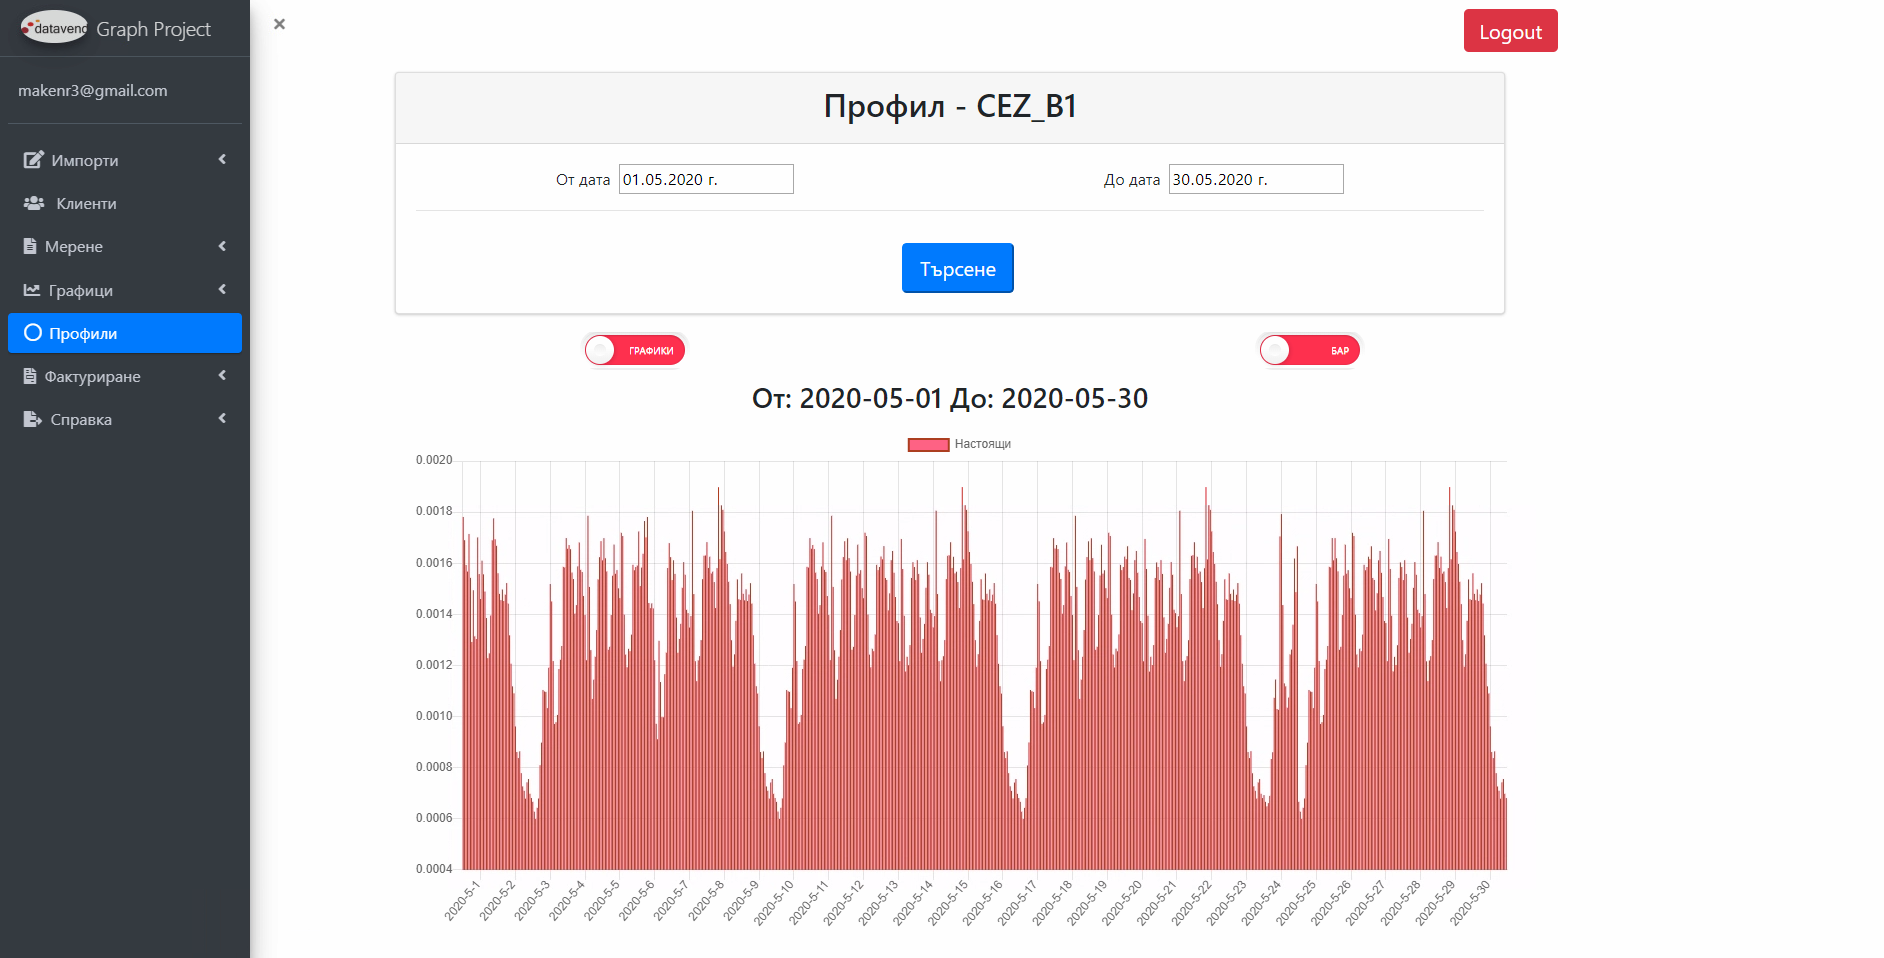 datavend Graph Project
Logout
makenr3@gmail.com
Импорти
Клиенти
Мерене
Графици
Профили
Фактуриране
Справка
Профил - CEZ_B1
От дата 01.05.2020 г.
До дата 30.05.2020 г.
Търсене
ГРАФИКИ
БАР
От: 2020-05-01 До: 2020-05-30
Настоящи
0.0020
0.0018
0.0016
0.0014
0.0012
0.0010
0.0008
0.0006
0.0004
2020-5-1
2020-5-2
2020-5-3
2020-5-4
2020-5-5
2020-5-6
2020-5-7
2020-5-8
2020-5-9
2020-5-10
2020-5-11
2020-5-12
2020-5-13
2020-5-14
2020-5-15
2020-5-16
2020-5-17
2020-5-18
2020-5-19
2020-5-20
2020-5-21
2020-5-22
2020-5-23
2020-5-24
2020-5-25
2020-5-26
2020-5-27
2020-5-28
2020-5-29
2020-5-30